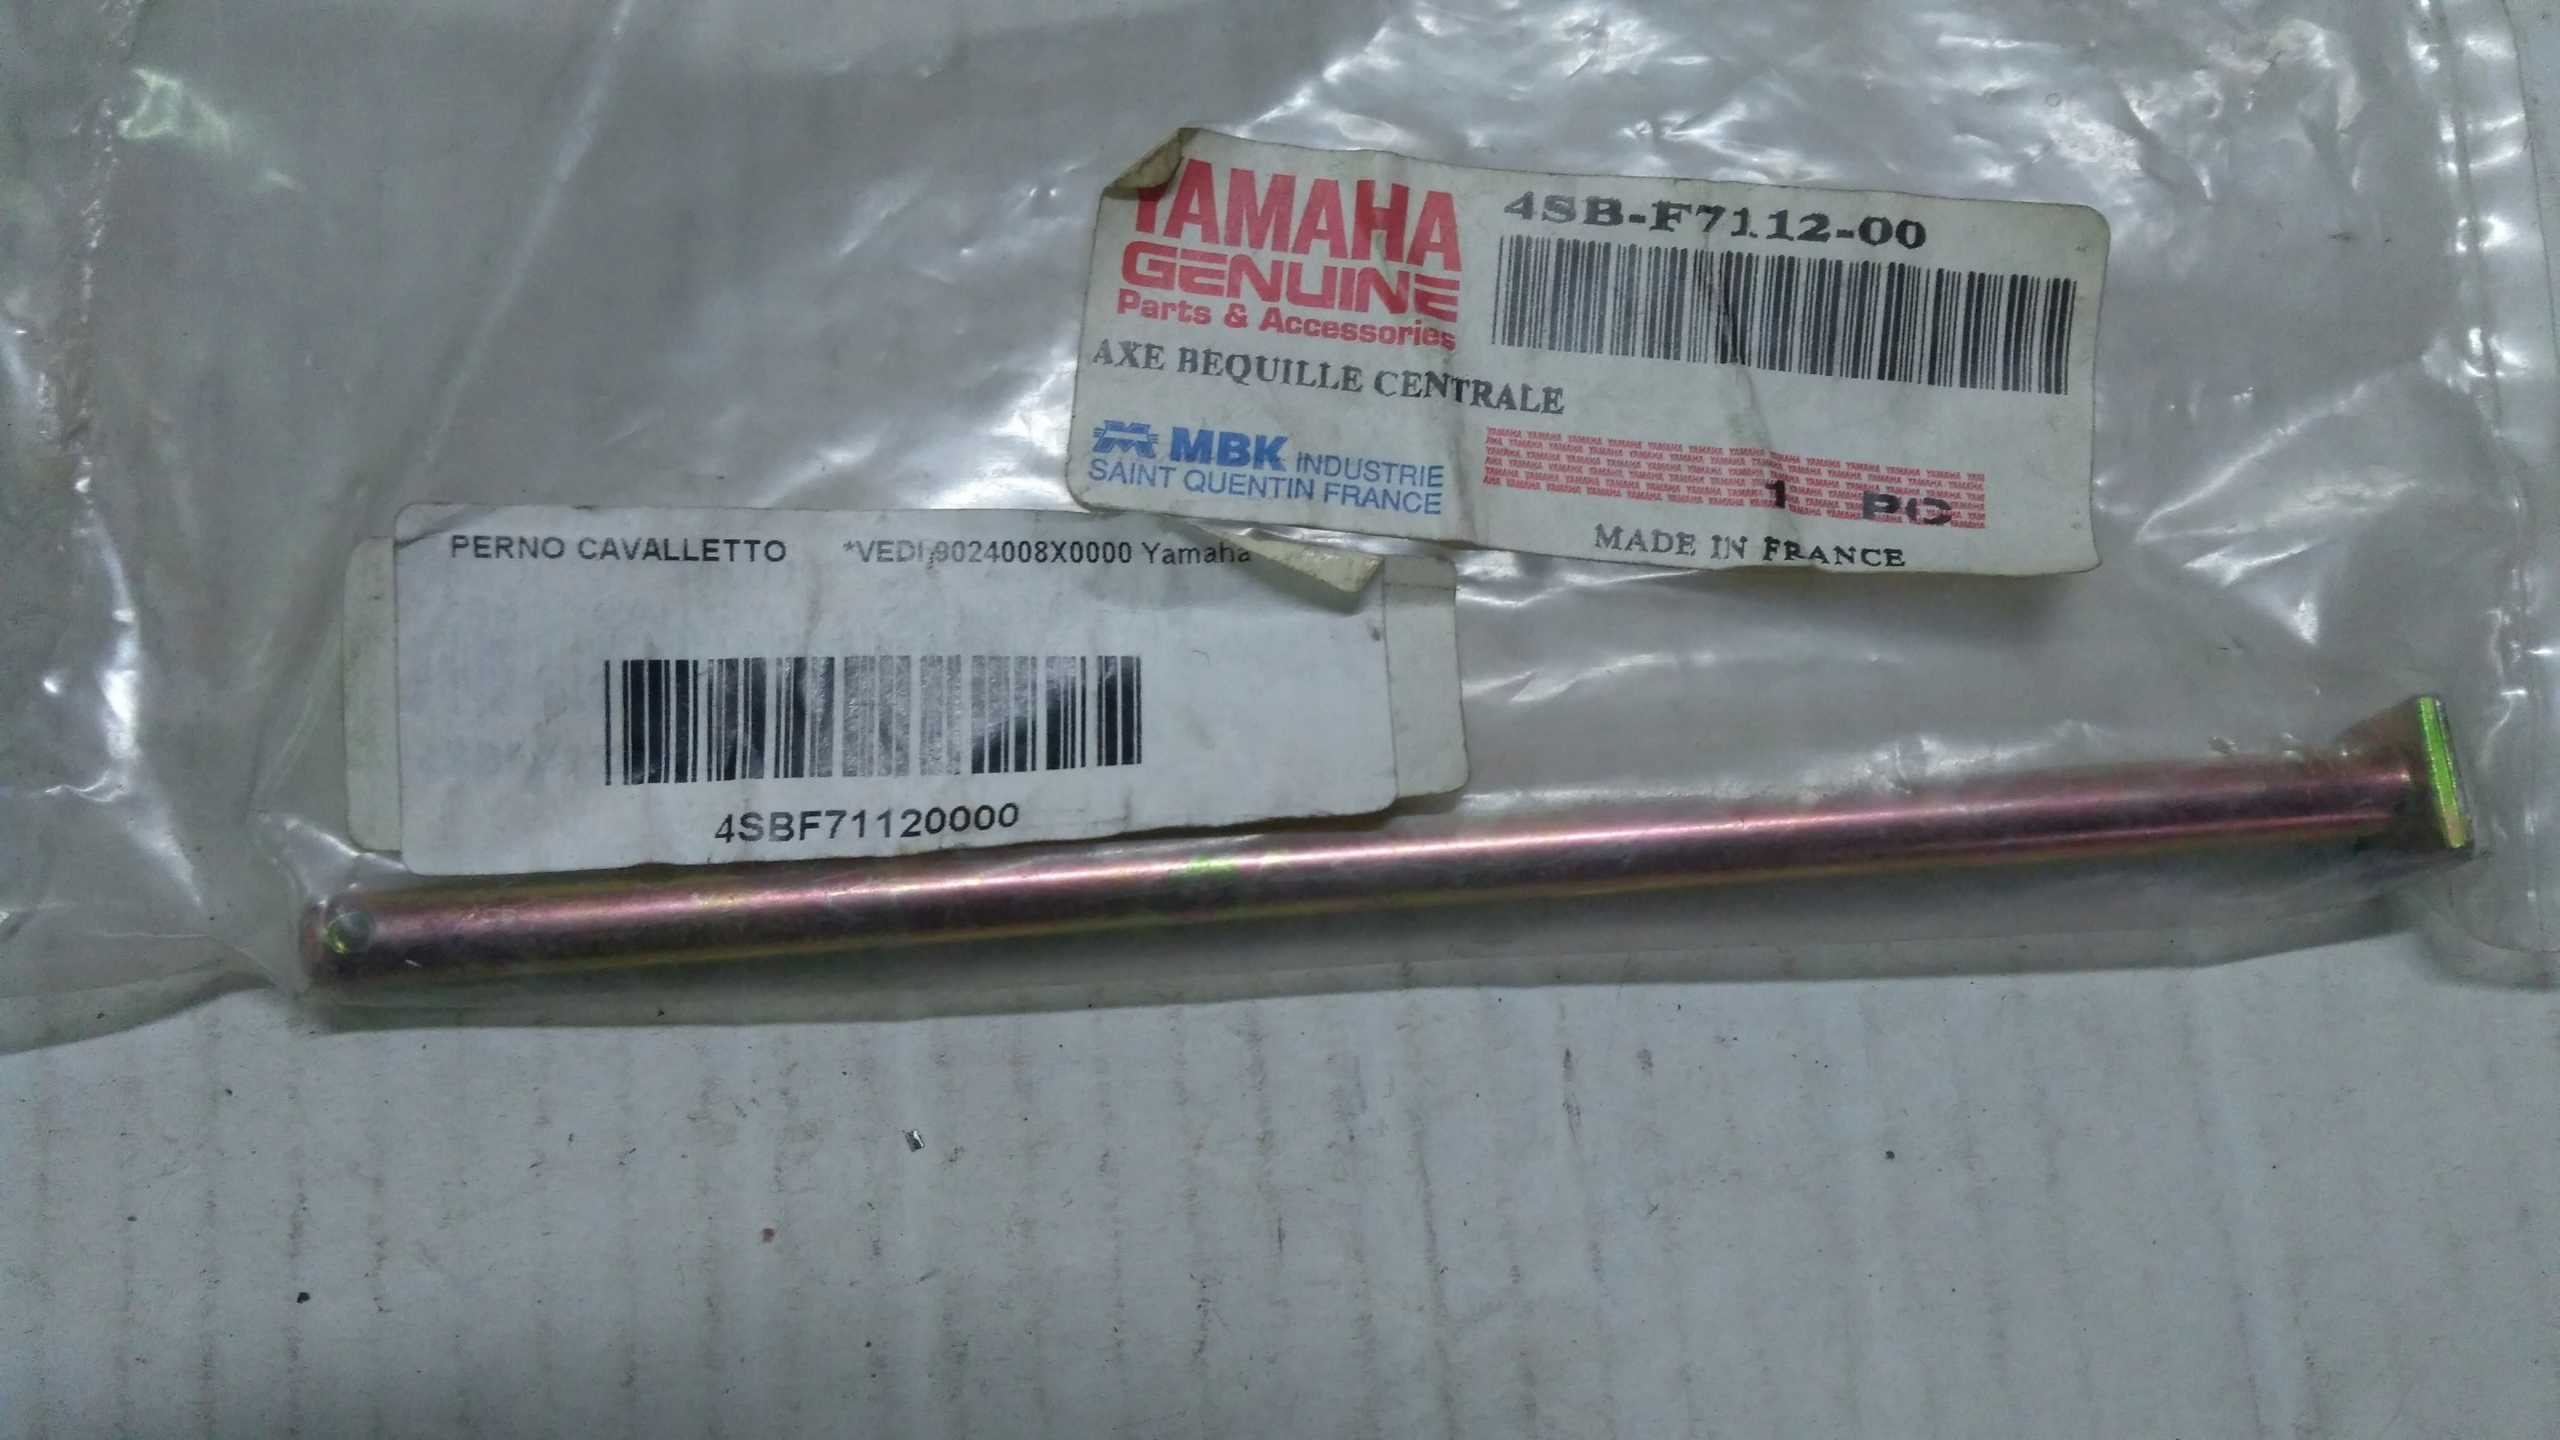 YAMAHA
GENUINE
Parts & Accessories
4SB-F7112-00
AXE BEQUILLE CENTRALE
MBK INDUSTRIE
SAINT QUENTIN FRANCE
1 PC
MADE IN FRANCE
PERNO CAVALLETTO *VEDI 9024008X0000 Yamaha
4SBF71120000